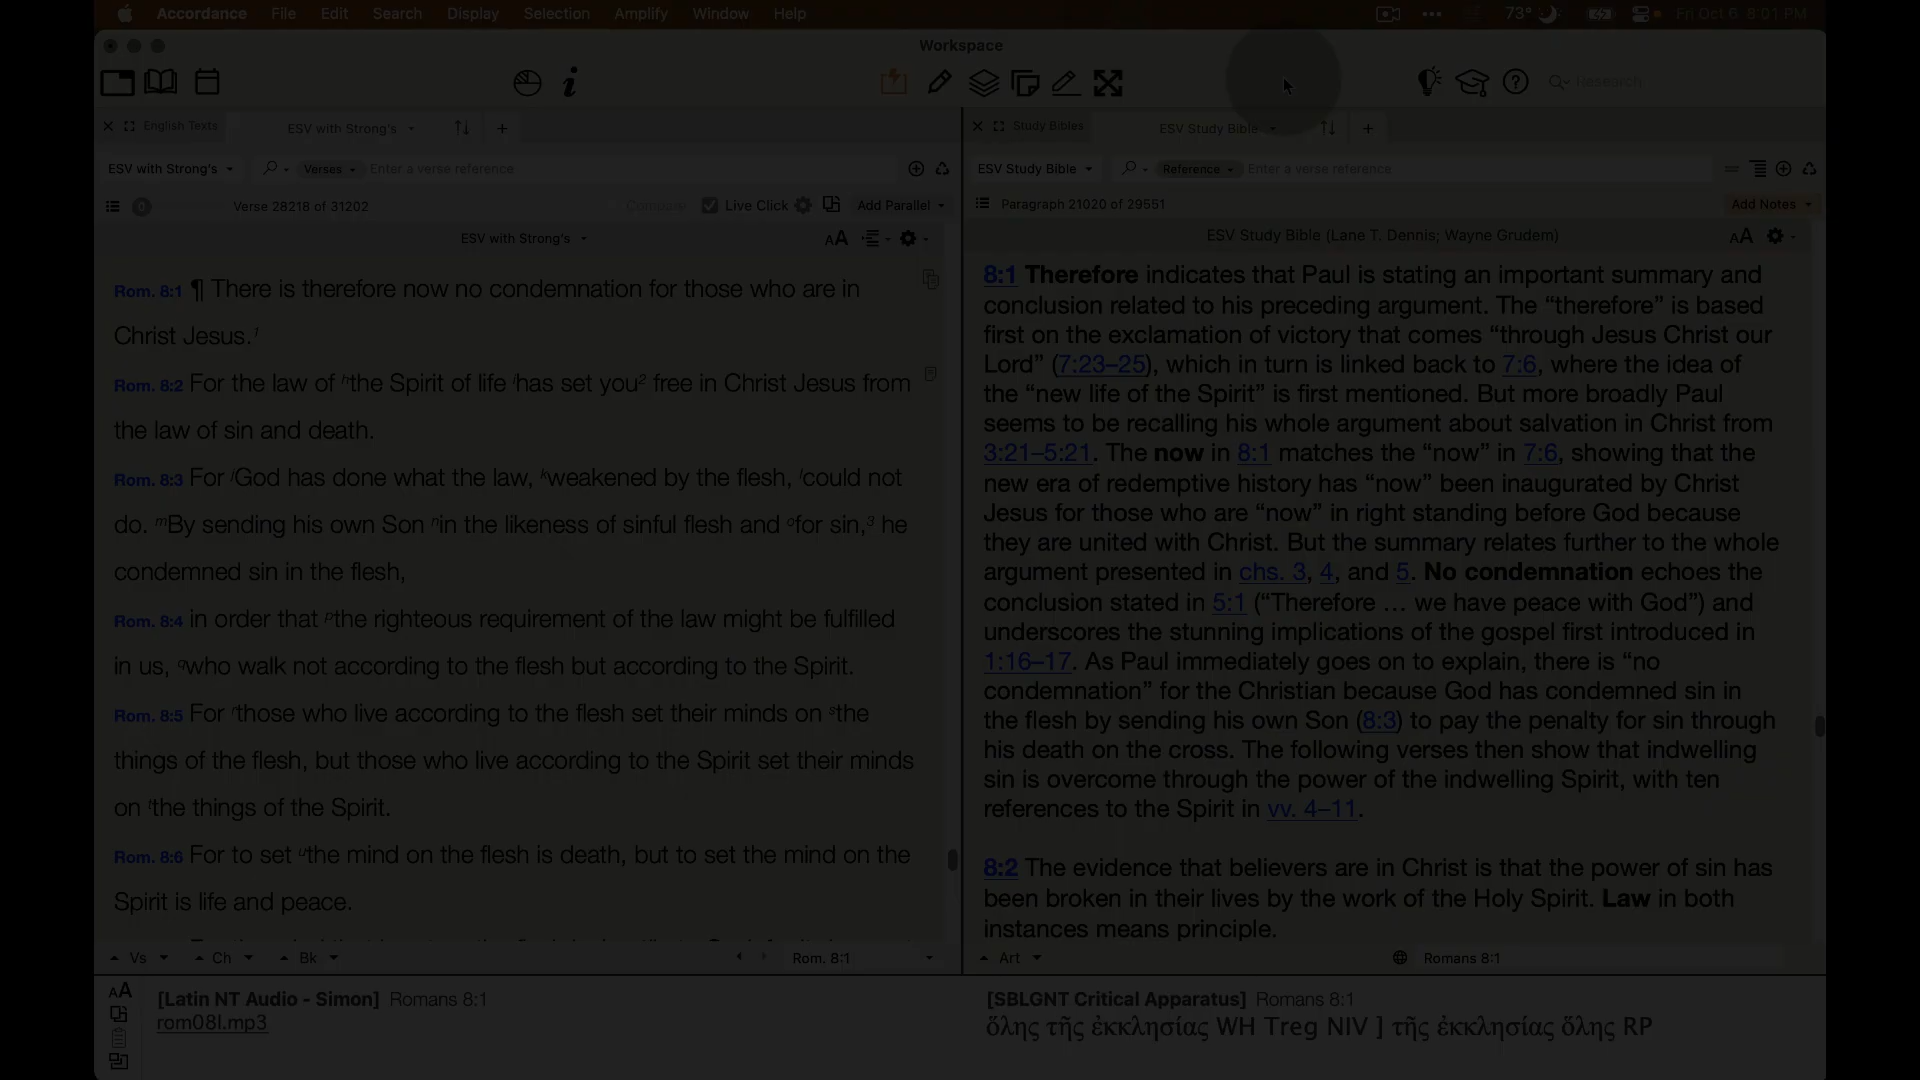 Accordance File Edit Search Display Selection Amplify Window Help 73° Fri Oct 6 8:01 PM
Workspace
Research
English Texts ESV with Strong's
Study Bibles ESV Study Bible
ESV with Strong's Verses Enter a verse reference
ESV Study Bible Reference Enter a verse reference
0 Verse 28218 of 31202 Compare Live Click Add Parallel
Paragraph 21020 of 29551 Add Notes
ESV with Strong's
Rom. 8:1 ¶ There is therefore now no condemnation for those who are in
Christ Jesus.1
Rom. 8:2 For the law of hthe Spirit of life ihas set you2 free in Christ Jesus from
the law of sin and death.
Rom. 8:3 For jGod has done what the law, kweakened by the flesh, lcould not
do. mBy sending his own Son nin the likeness of sinful flesh and ofor sin,3 he
condemned sin in the flesh,
Rom. 8:4 in order that pthe righteous requirement of the law might be fulfilled
in us, qwho walk not according to the flesh but according to the Spirit.
Rom. 8:5 For rthose who live according to the flesh set their minds on sthe
things of the flesh, but those who live according to the Spirit set their minds
on tthe things of the Spirit.
Rom. 8:6 For to set uthe mind on the flesh is death, but to set the mind on the
Spirit is life and peace.
Vs Ch Bk Rom. 8:1
ESV Study Bible (Lane T. Dennis; Wayne Grudem)
8:1 Therefore indicates that Paul is stating an important summary and
conclusion related to his preceding argument. The “therefore” is based
first on the exclamation of victory that comes “through Jesus Christ our
Lord” (7:23–25), which in turn is linked back to 7:6, where the idea of
the “new life of the Spirit” is first mentioned. But more broadly Paul
seems to be recalling his whole argument about salvation in Christ from
3:21–5:21. The now in 8:1 matches the “now” in 7:6, showing that the
new era of redemptive history has “now” been inaugurated by Christ
Jesus for those who are “now” in right standing before God because
they are united with Christ. But the summary relates further to the whole
argument presented in chs. 3, 4, and 5. No condemnation echoes the
conclusion stated in 5:1 (“Therefore … we have peace with God”) and
underscores the stunning implications of the gospel first introduced in
1:16–17. As Paul immediately goes on to explain, there is “no
condemnation” for the Christian because God has condemned sin in
the flesh by sending his own Son (8:3) to pay the penalty for sin through
his death on the cross. The following verses then show that indwelling
sin is overcome through the power of the indwelling Spirit, with ten
references to the Spirit in vv. 4–11.
8:2 The evidence that believers are in Christ is that the power of sin has
been broken in their lives by the work of the Holy Spirit. Law in both
instances means principle.
Art Romans 8:1
[Latin NT Audio - Simon] Romans 8:1
rom08l.mp3
[SBLGNT Critical Apparatus] Romans 8:1
ὅλης τῆς ἐκκλησίας WH Treg NIV ] τῆς ἐκκλησίας ὅλης RP